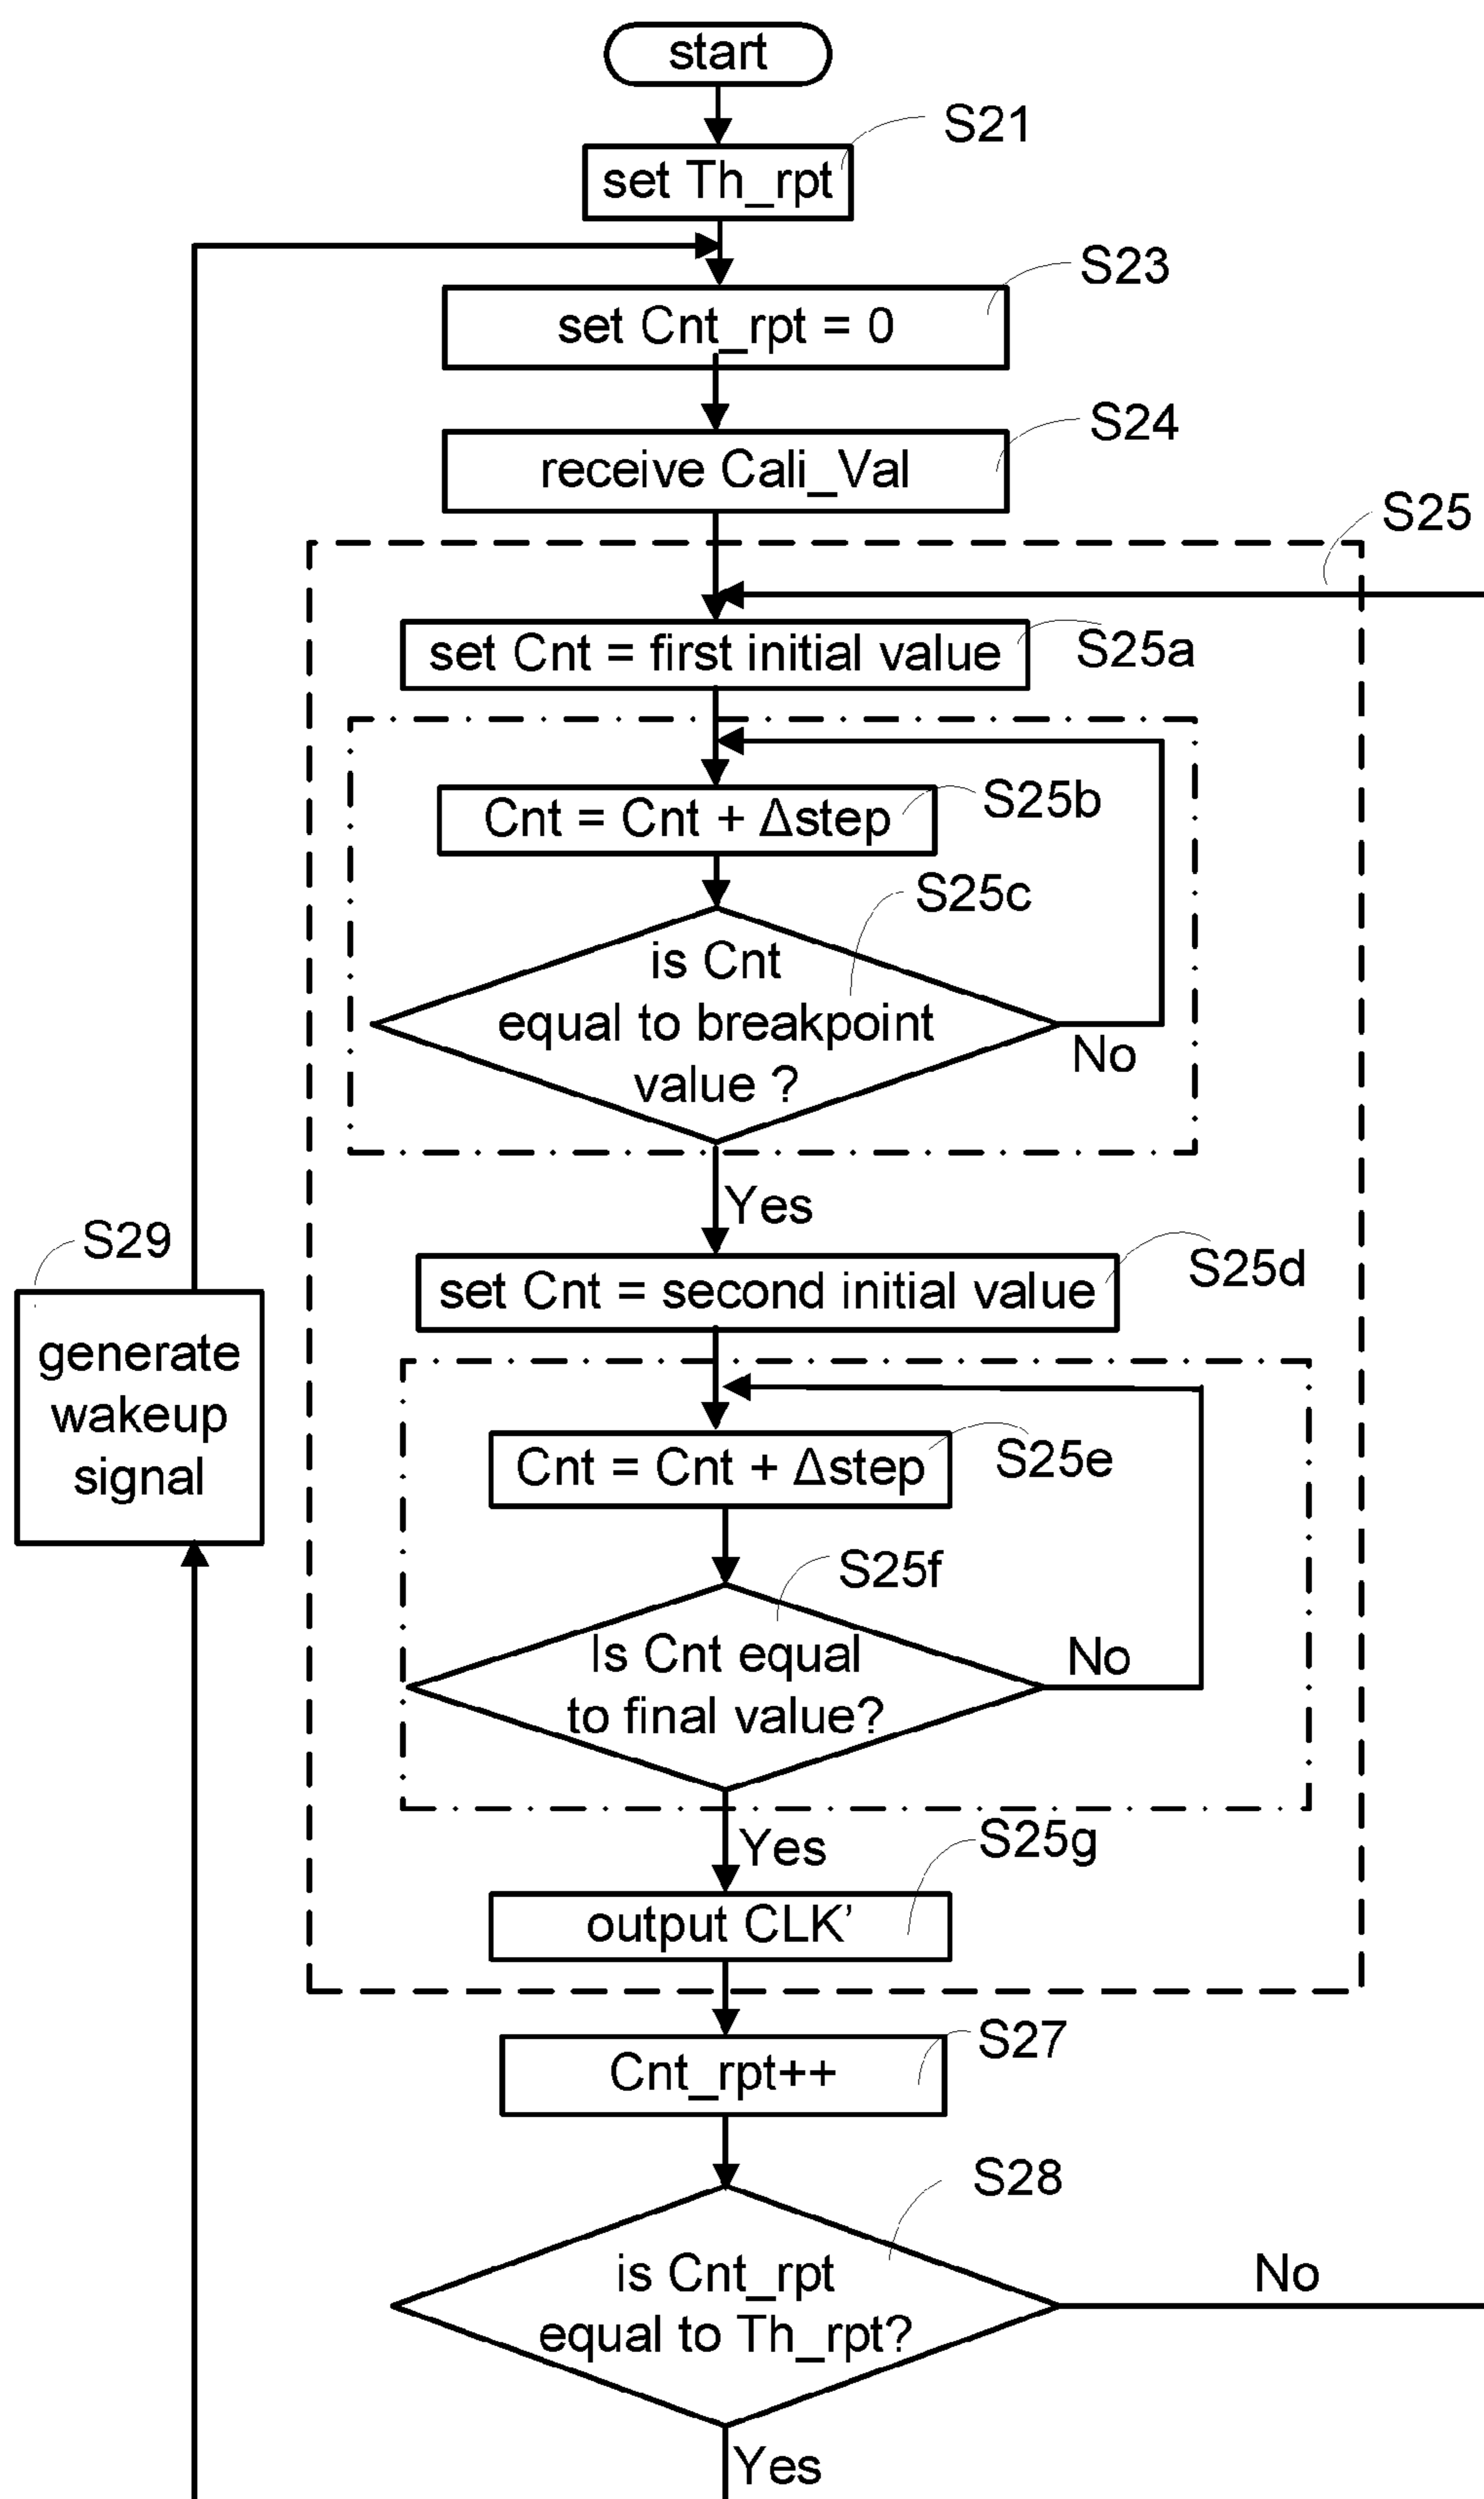 start
S21
set Th_rpt
S23
set Cnt_rpt = 0
S24
receive Cali_Val
S25
set Cnt = first initial value
S25a
Cnt = Cnt + Δstep
S25b
S25c
is Cnt
equal to breakpoint
value ?
No
Yes
S29
generate
wakeup
signal
set Cnt = second initial value
S25d
Cnt = Cnt + Δstep
S25e
S25f
Is Cnt equal
to final value?
No
Yes
S25g
output CLK’
S27
Cnt_rpt++
S28
is Cnt_rpt
equal to Th_rpt?
No
Yes